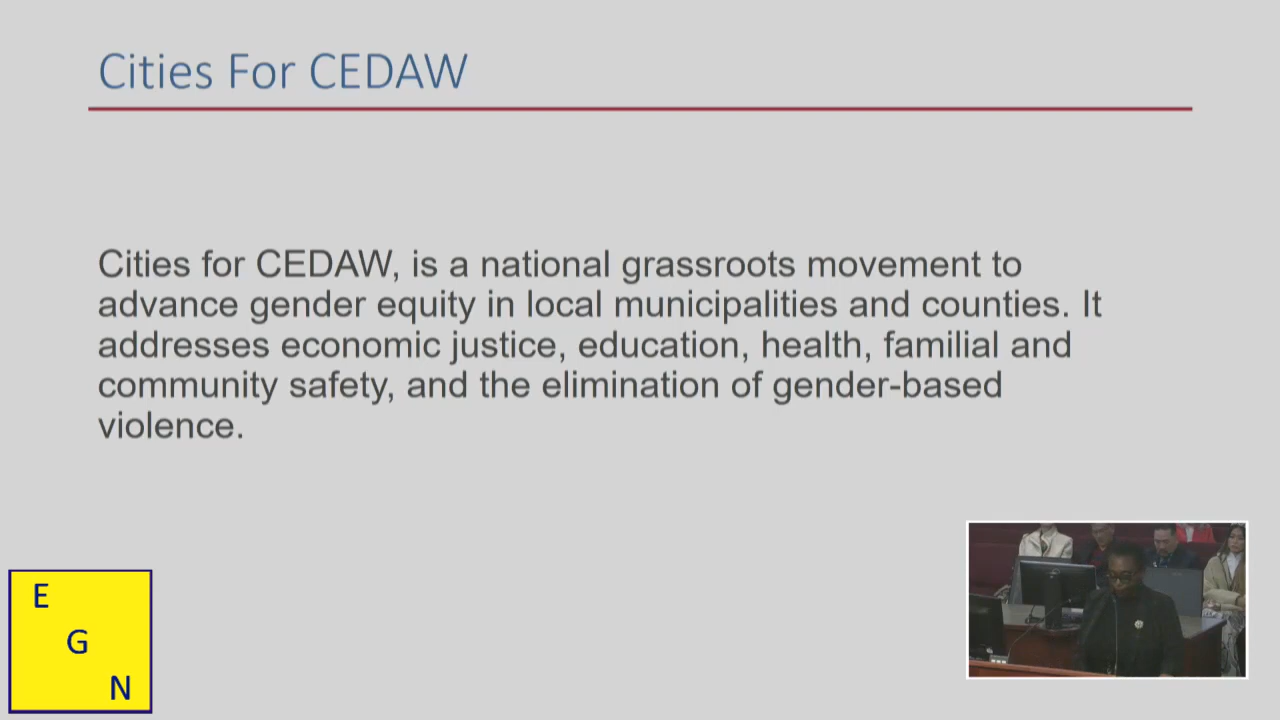 Cities For CEDAW
Cities for CEDAW, is a national grassroots movement to
advance gender equity in local municipalities and counties. It
addresses economic justice, education, health, familial and
community safety, and the elimination of gender-based
violence.
E
G
N